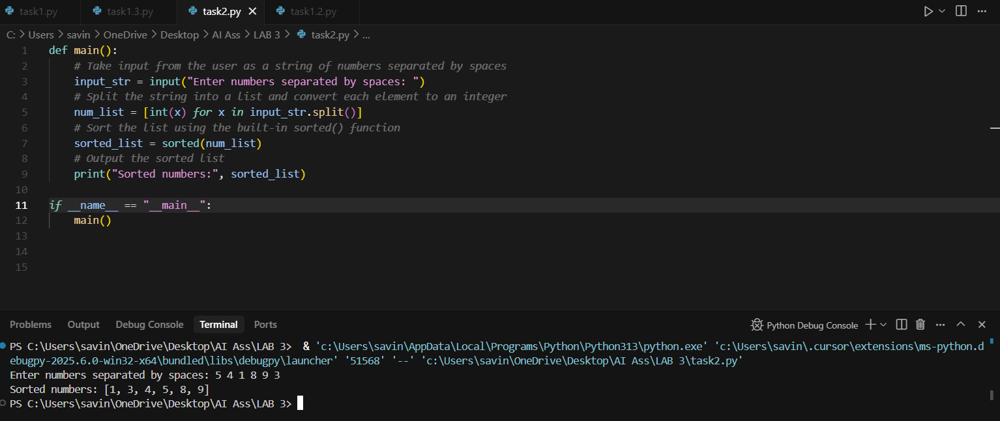 task1.py task1.3.py task2.py task1.2.py
C: > Users > savin > OneDrive > Desktop > AI Ass > LAB 3 > task2.py > ...
1 def main():
2     # Take input from the user as a string of numbers separated by spaces
3     input_str = input("Enter numbers separated by spaces: ")
4     # Split the string into a list and convert each element to an integer
5     num_list = [int(x) for x in input_str.split()]
6     # Sort the list using the built-in sorted() function
7     sorted_list = sorted(num_list)
8     # Output the sorted list
9     print("Sorted numbers:", sorted_list)
10
11 if __name__ == "__main__":
12     main()
13
14
15
Problems Output Debug Console Terminal Ports Python Debug Console
PS C:\Users\savin\OneDrive\Desktop\AI Ass\LAB 3>  & 'c:\Users\savin\AppData\Local\Programs\Python\Python313\python.exe' 'c:\Users\savin\.cursor\extensions\ms-python.d
ebugpy-2025.6.0-win32-x64\bundled\libs\debugpy\launcher' '51568' '--' 'c:\Users\savin\OneDrive\Desktop\AI Ass\LAB 3\task2.py'
Enter numbers separated by spaces: 5 4 1 8 9 3
Sorted numbers: [1, 3, 4, 5, 8, 9]
PS C:\Users\savin\OneDrive\Desktop\AI Ass\LAB 3>